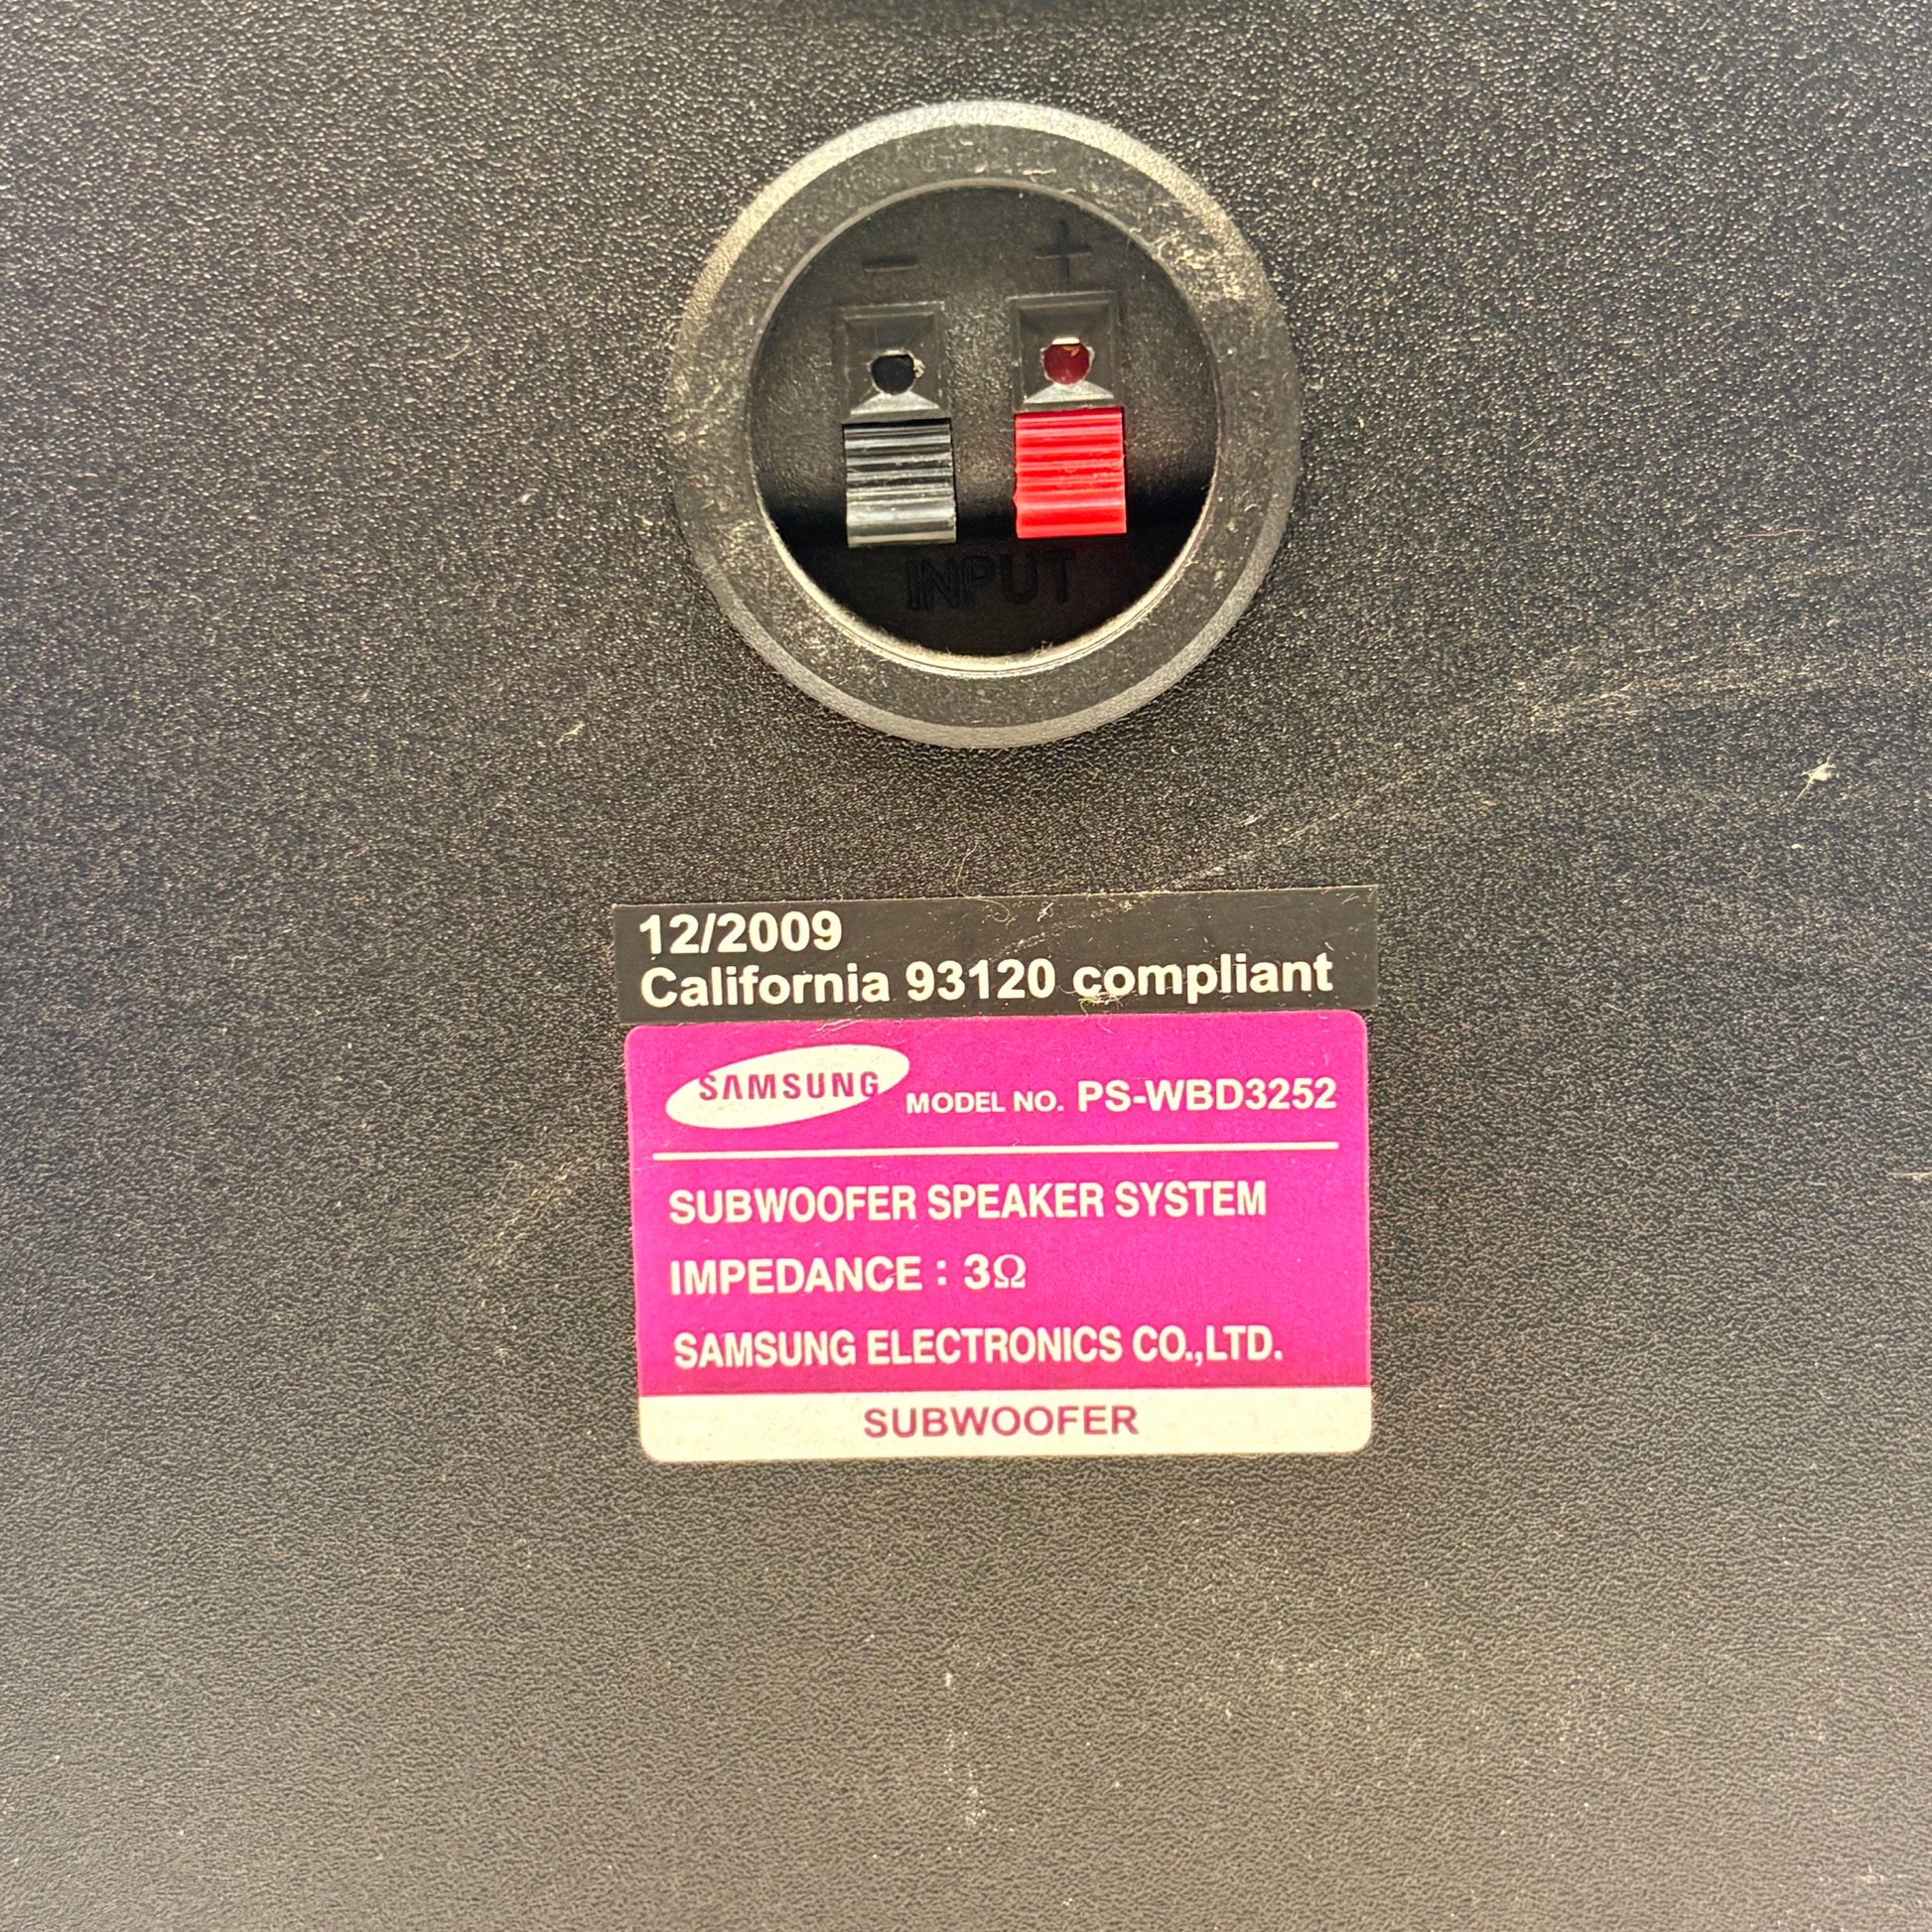 - +
INPUT
12/2009
California 93120 compliant
SAMSUNG MODEL NO. PS-WBD3252
SUBWOOFER SPEAKER SYSTEM
IMPEDANCE : 3Ω
SAMSUNG ELECTRONICS CO.,LTD.
SUBWOOFER